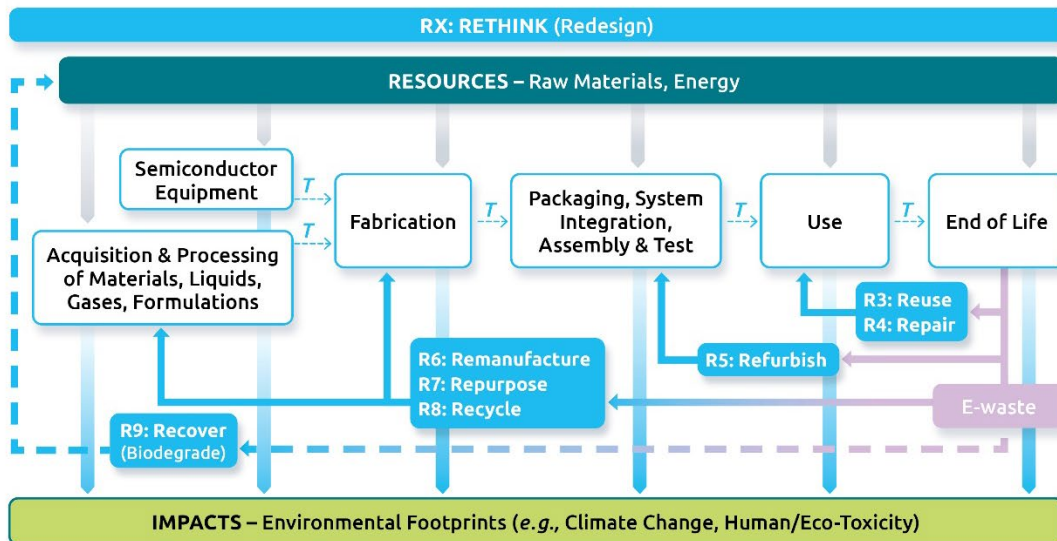 RX: RETHINK (Redesign)
RESOURCES – Raw Materials, Energy
Semiconductor
Equipment
T
Acquisition & Processing
of Materials, Liquids,
Gases, Formulations
T
Fabrication
T
Packaging, System
Integration,
Assembly & Test
T
Use
T
End of Life
R3: Reuse
R4: Repair
R5: Refurbish
R6: Remanufacture
R7: Repurpose
R8: Recycle
E-waste
R9: Recover
(Biodegrade)
IMPACTS – Environmental Footprints (e.g., Climate Change, Human/Eco-Toxicity)